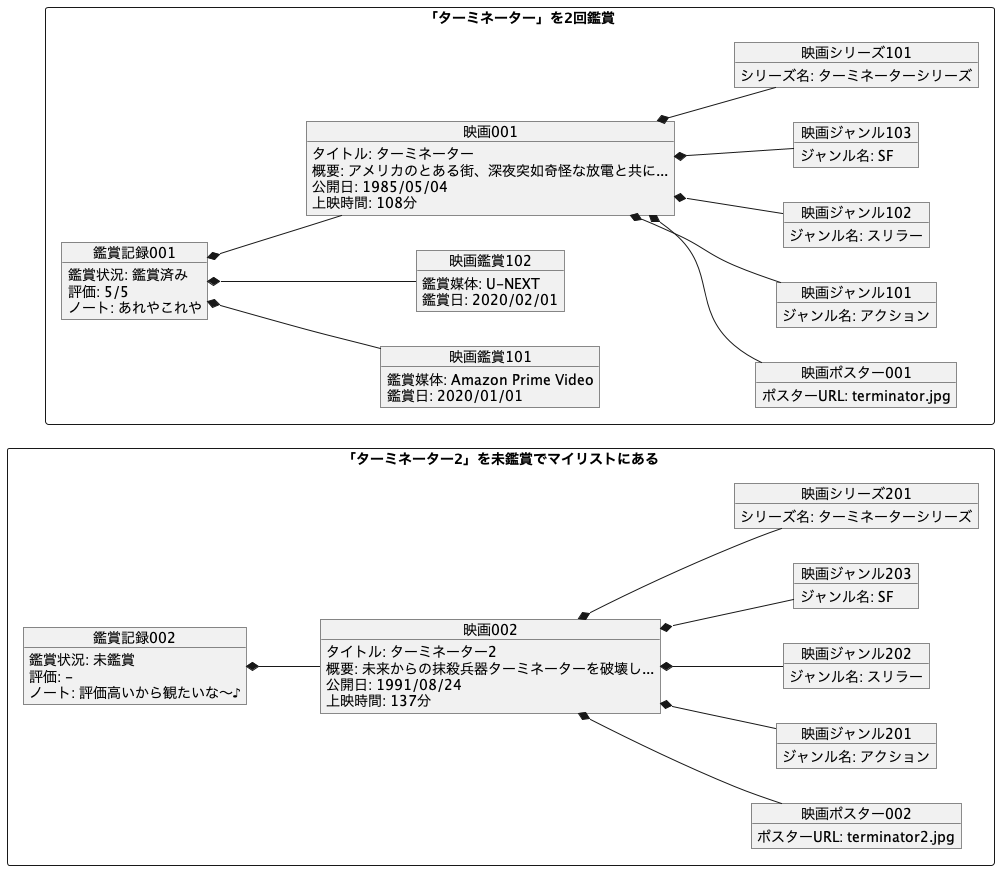 「ターミネーター」を2回鑑賞
映画シリーズ101
シリーズ名: ターミネーターシリーズ
映画001
タイトル: ターミネーター
概要: アメリカのとある街、深夜突如奇怪な放電と共に...
公開日: 1985/05/04
上映時間: 108分
映画ジャンル103
ジャンル名: SF
映画ジャンル102
ジャンル名: スリラー
鑑賞記録001
鑑賞状況: 鑑賞済み
評価: 5/5
ノート: あれやこれや
映画鑑賞102
鑑賞媒体: U-NEXT
鑑賞日: 2020/02/01
映画ジャンル101
ジャンル名: アクション
映画鑑賞101
鑑賞媒体: Amazon Prime Video
鑑賞日: 2020/01/01
映画ポスター001
ポスターURL: terminator.jpg
「ターミネーター2」を未鑑賞でマイリストにある
映画シリーズ201
シリーズ名: ターミネーターシリーズ
映画ジャンル203
ジャンル名: SF
鑑賞記録002
鑑賞状況: 未鑑賞
評価: -
ノート: 評価高いから観たいな〜♪
映画002
タイトル: ターミネーター2
概要: 未来からの抹殺兵器ターミネーターを破壊し...
公開日: 1991/08/24
上映時間: 137分
映画ジャンル202
ジャンル名: スリラー
映画ジャンル201
ジャンル名: アクション
映画ポスター002
ポスターURL: terminator2.jpg